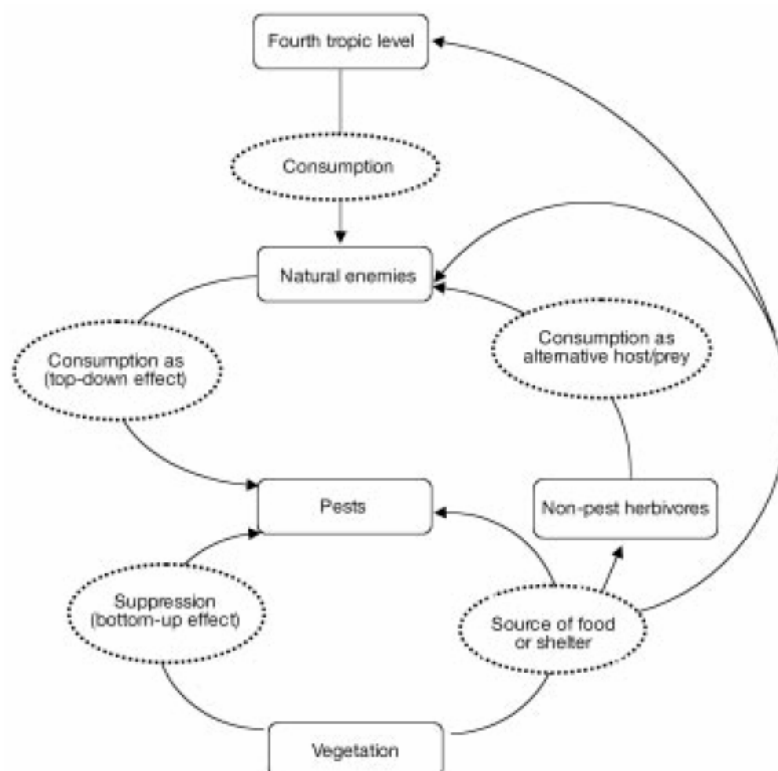 Fourth tropic level
Consumption
Natural enemies
Consumption as
(top-down effect)
Consumption as
alternative host/prey
Pests
Non-pest herbivores
Suppression
(bottom-up effect)
Source of food
or shelter
Vegetation